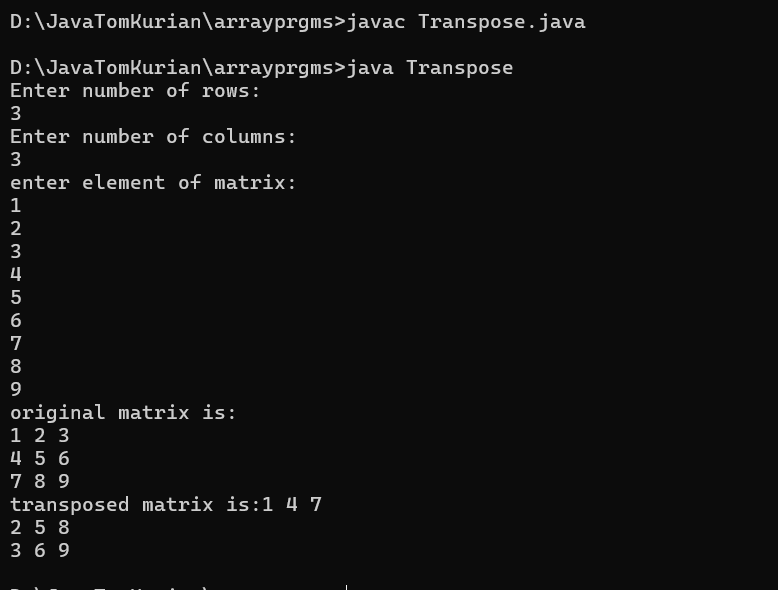 D:\JavaTomKurian\arrayprgms>javac Transpose.java
D:\JavaTomKurian\arrayprgms>java Transpose
Enter number of rows:
3
Enter number of columns:
3
enter element of matrix:
1
2
3
4
5
6
7
8
9
original matrix is:
1 2 3
4 5 6
7 8 9
transposed matrix is:1 4 7
2 5 8
3 6 9